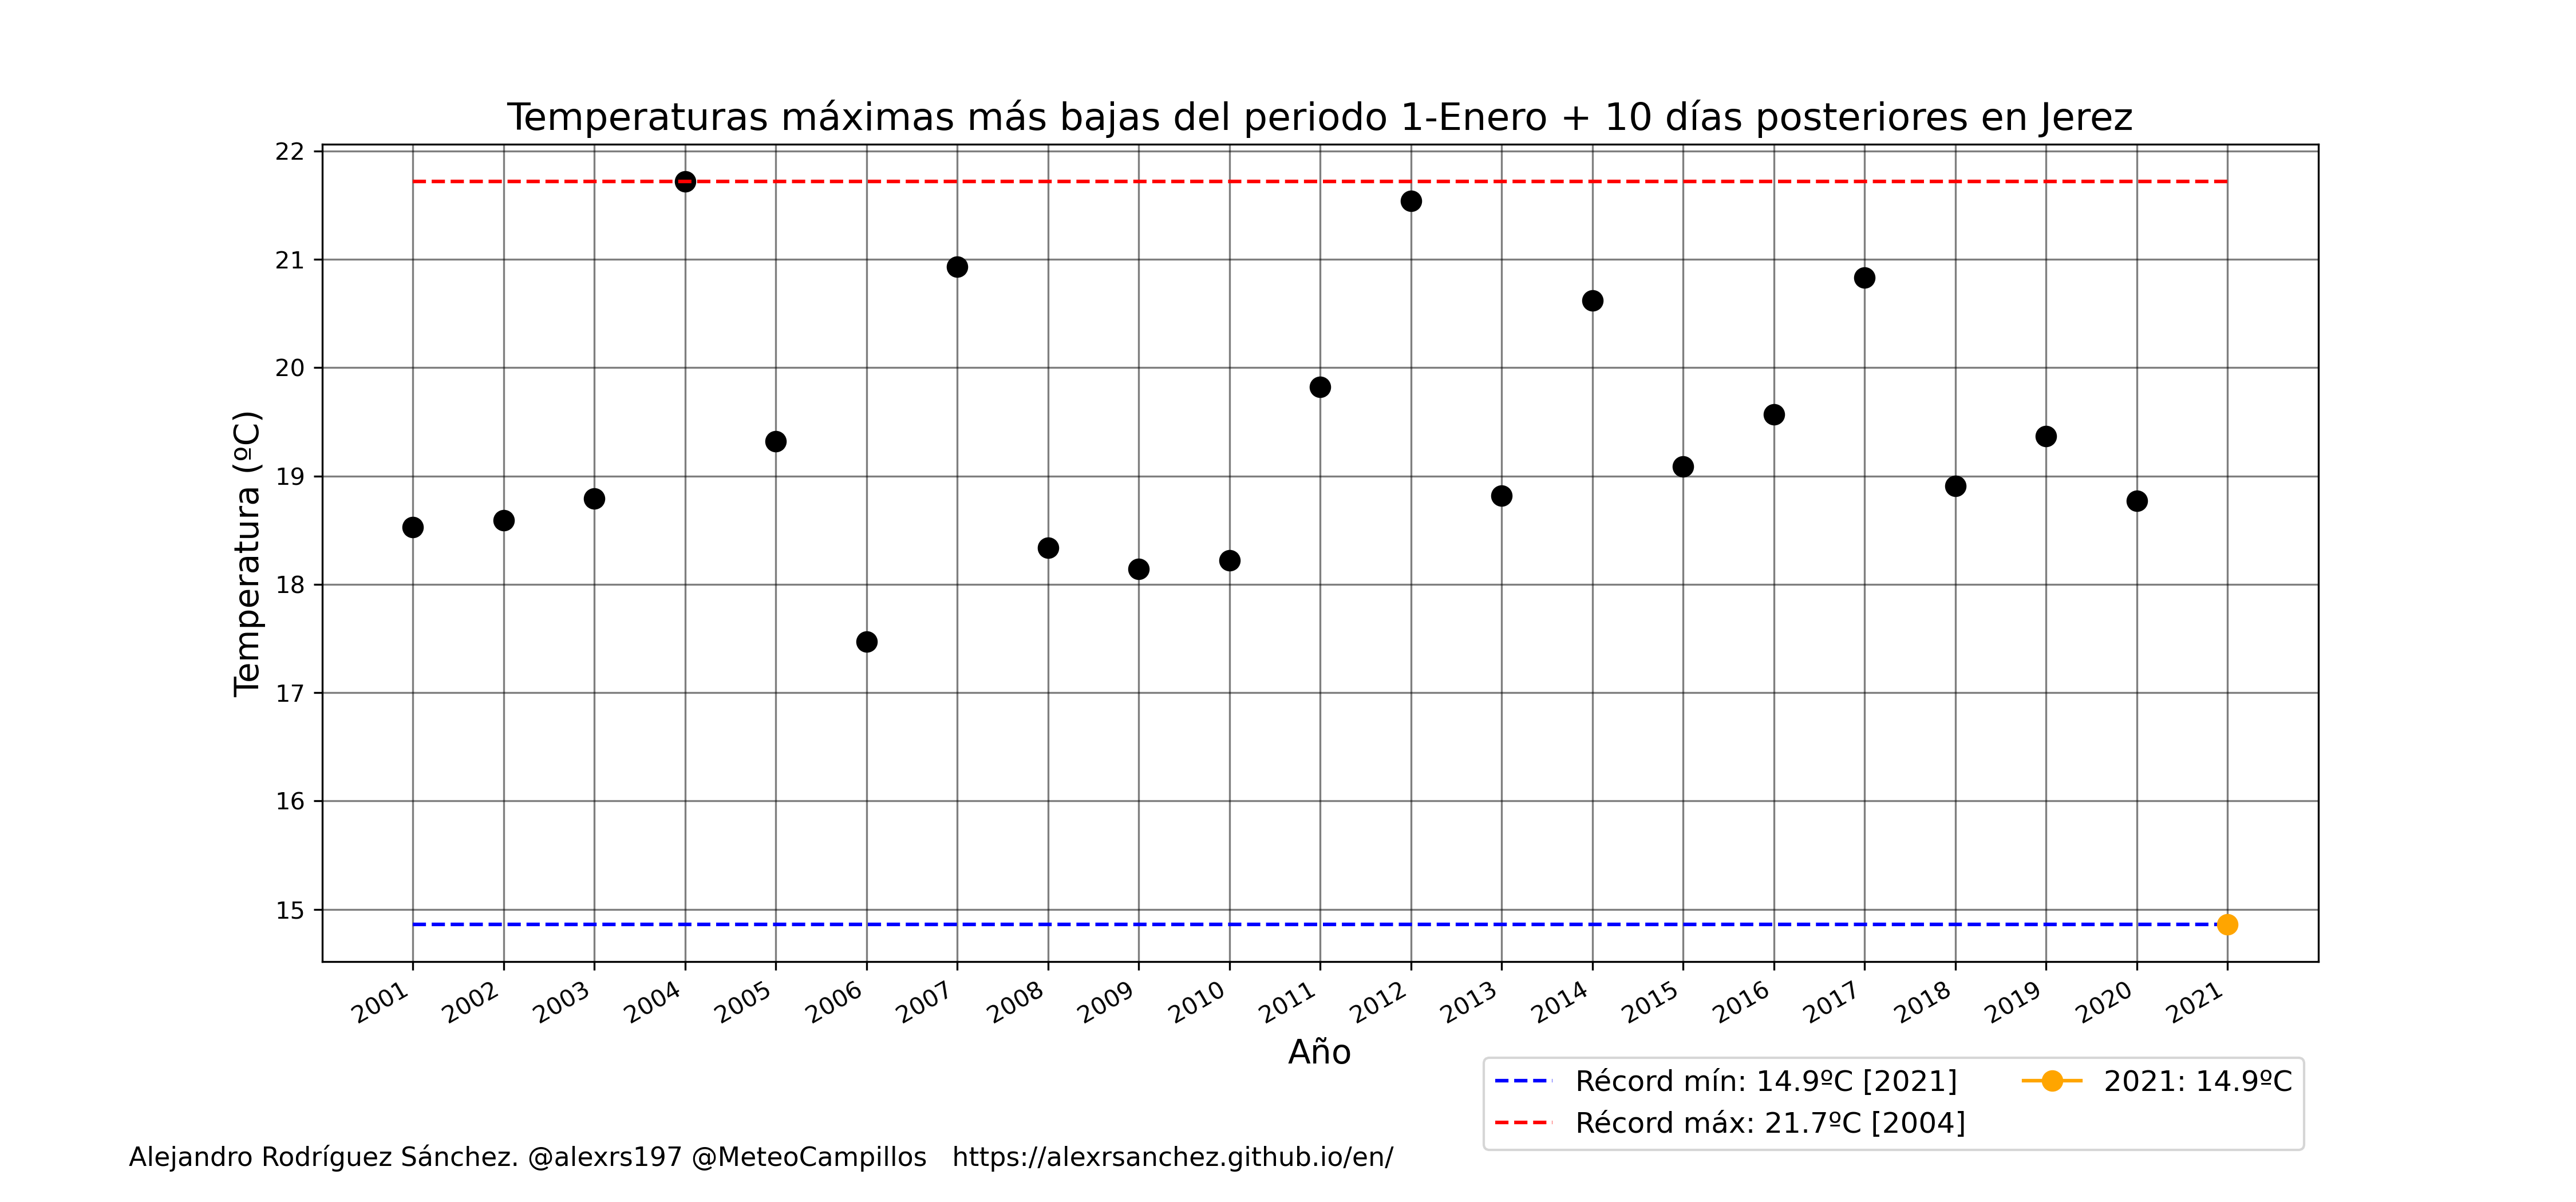 Temperaturas máximas más bajas del periodo 1-Enero + 10 días posteriores en Jerez
Temperatura (ºC)
22
21
20
19
18
17
16
15
2001 2002 2003 2004 2005 2006 2007 2008 2009 2010 2011 2012 2013 2014 2015 2016 2017 2018 2019 2020 2021
Año
Récord mín: 14.9ºC [2021]
Récord máx: 21.7ºC [2004]
2021: 14.9ºC
Alejandro Rodríguez Sánchez. @alexrs197 @MeteoCampillos https://alexrsanchez.github.io/en/